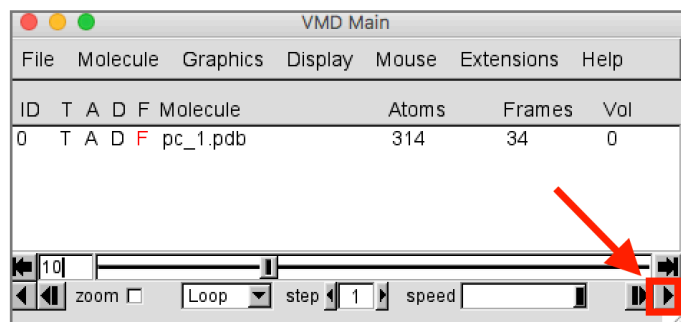 VMD Main
File Molecule Graphics Display Mouse Extensions Help
ID T A D F Molecule Atoms Frames Vol
0 T A D F pc_1.pdb 314 34 0
10
zoom Loop step 1 speed